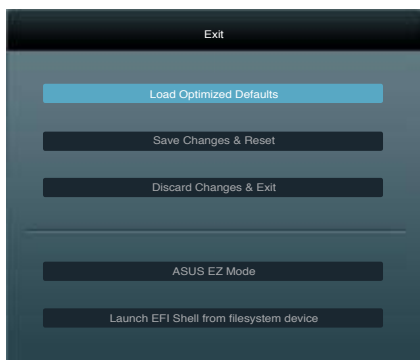 Exit
Load Optimized Defaults
Save Changes & Reset
Discard Changes & Exit
ASUS EZ Mode
Launch EFI Shell from filesystem device